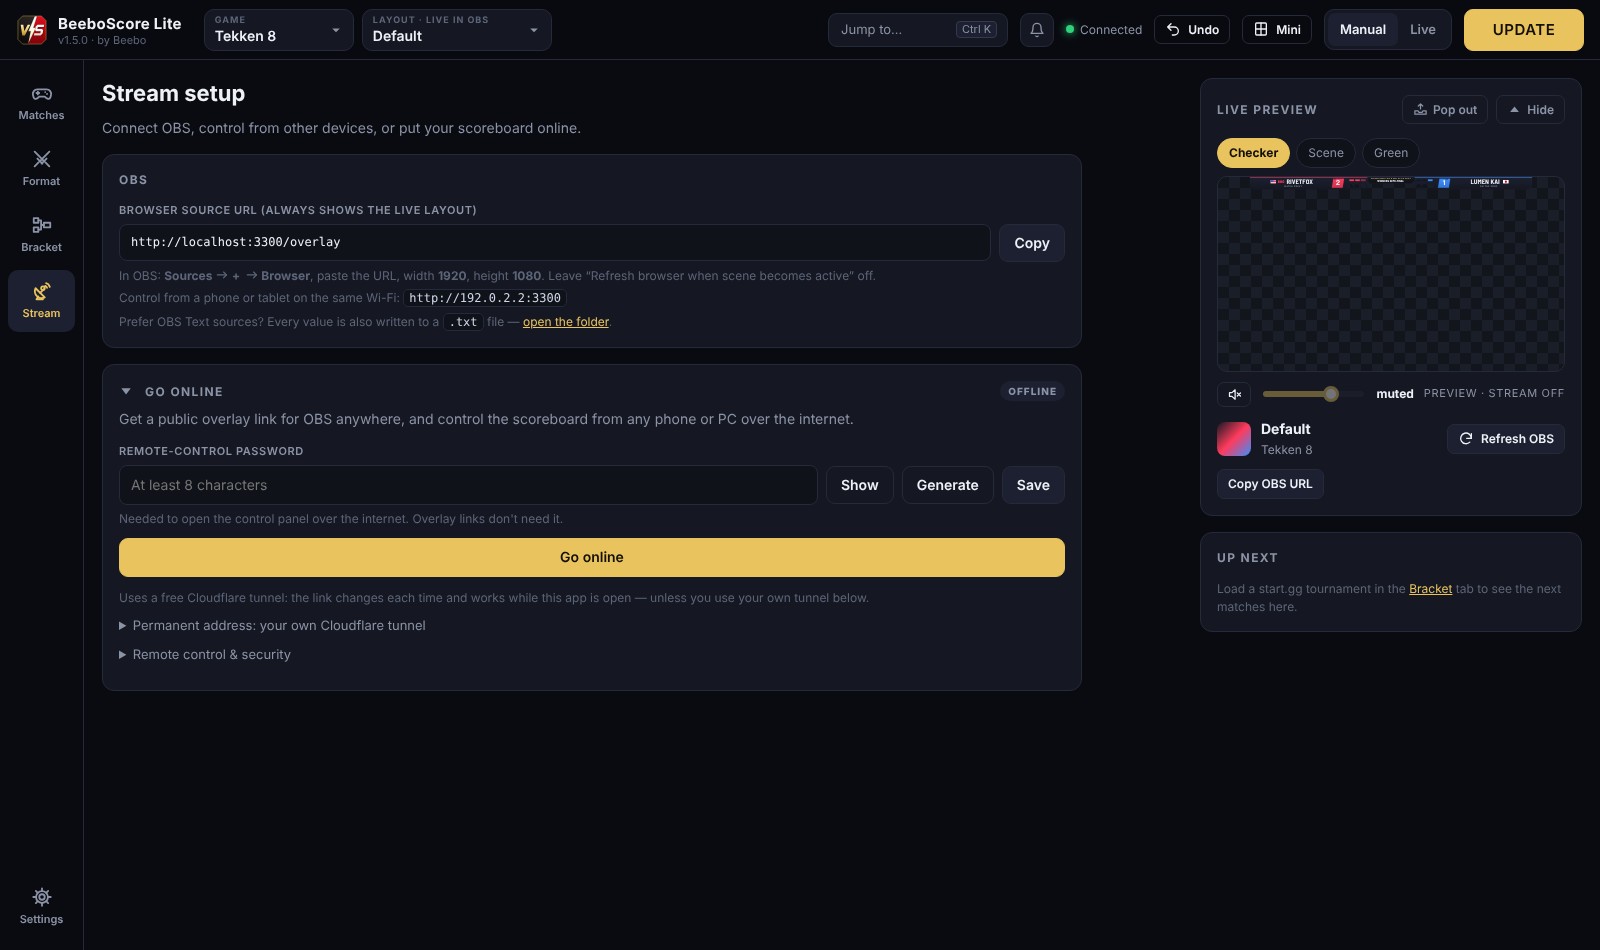 BeeboScore Lite
v1.5.0 · by Beebo
GAME
Tekken 8
LAYOUT · LIVE IN OBS
Default
Jump to...
Ctrl K
Connected
Undo
Mini
Manual
Live
UPDATE
Matches
Format
Bracket
Stream
Settings
Stream setup
Connect OBS, control from other devices, or put your scoreboard online.
OBS
BROWSER SOURCE URL (ALWAYS SHOWS THE LIVE LAYOUT)
http://localhost:3300/overlay
Copy
In OBS: Sources → + → Browser, paste the URL, width 1920, height 1080. Leave "Refresh browser when scene becomes active" off.
Control from a phone or tablet on the same Wi-Fi: http://192.0.2.2:3300
Prefer OBS Text sources? Every value is also written to a .txt file — open the folder.
GO ONLINE
OFFLINE
Get a public overlay link for OBS anywhere, and control the scoreboard from any phone or PC over the internet.
REMOTE-CONTROL PASSWORD
At least 8 characters
Show
Generate
Save
Needed to open the control panel over the internet. Overlay links don't need it.
Go online
Uses a free Cloudflare tunnel: the link changes each time and works while this app is open — unless you use your own tunnel below.
Permanent address: your own Cloudflare tunnel
Remote control & security
LIVE PREVIEW
Pop out
Hide
Checker
Scene
Green
RIVETFOX
2
1
LUMEN KAI
muted
PREVIEW · STREAM OFF
Default
Tekken 8
Refresh OBS
Copy OBS URL
UP NEXT
Load a start.gg tournament in the Bracket tab to see the next
matches here.